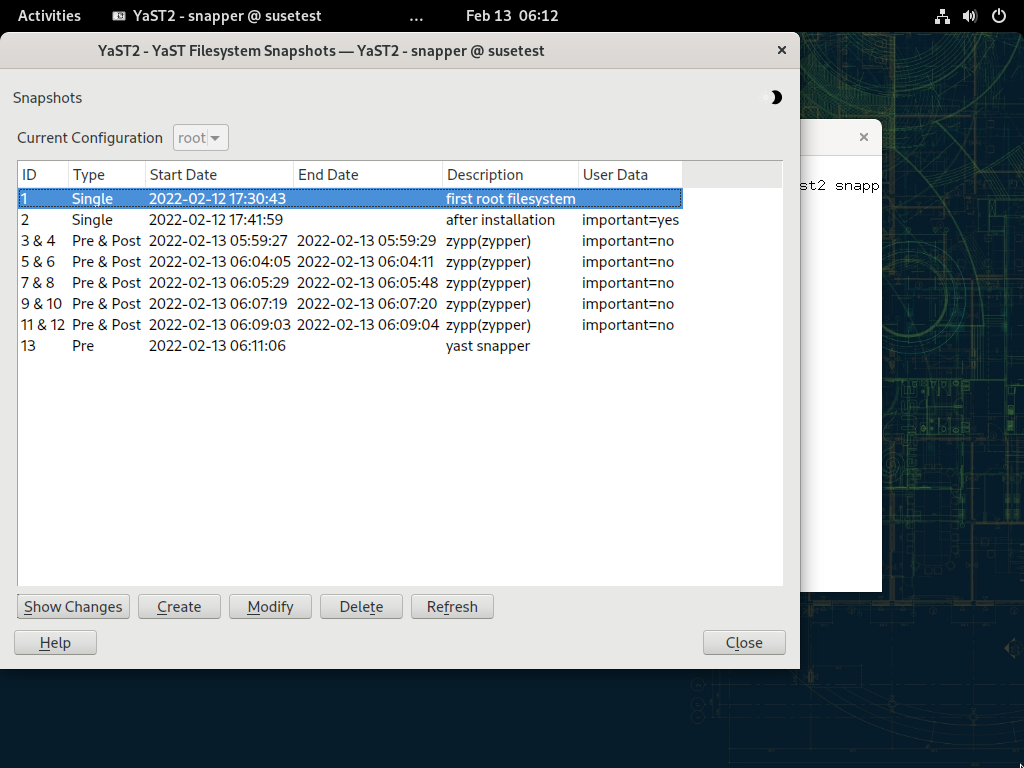 Activities YaST2 - snapper @ susetest ... Feb 13 06:12
YaST2 - YaST Filesystem Snapshots — YaST2 - snapper @ susetest
Snapshots
Current Configuration root
st2 snapp
ID Type Start Date End Date Description User Data
1 Single 2022-02-12 17:30:43 first root filesystem
2 Single 2022-02-12 17:41:59 after installation important=yes
3 & 4 Pre & Post 2022-02-13 05:59:27 2022-02-13 05:59:29 zypp(zypper) important=no
5 & 6 Pre & Post 2022-02-13 06:04:05 2022-02-13 06:04:11 zypp(zypper) important=no
7 & 8 Pre & Post 2022-02-13 06:05:29 2022-02-13 06:05:48 zypp(zypper) important=no
9 & 10 Pre & Post 2022-02-13 06:07:19 2022-02-13 06:07:20 zypp(zypper) important=no
11 & 12 Pre & Post 2022-02-13 06:09:03 2022-02-13 06:09:04 zypp(zypper) important=no
13 Pre 2022-02-13 06:11:06 yast snapper
Show Changes Create Modify Delete Refresh
Help Close